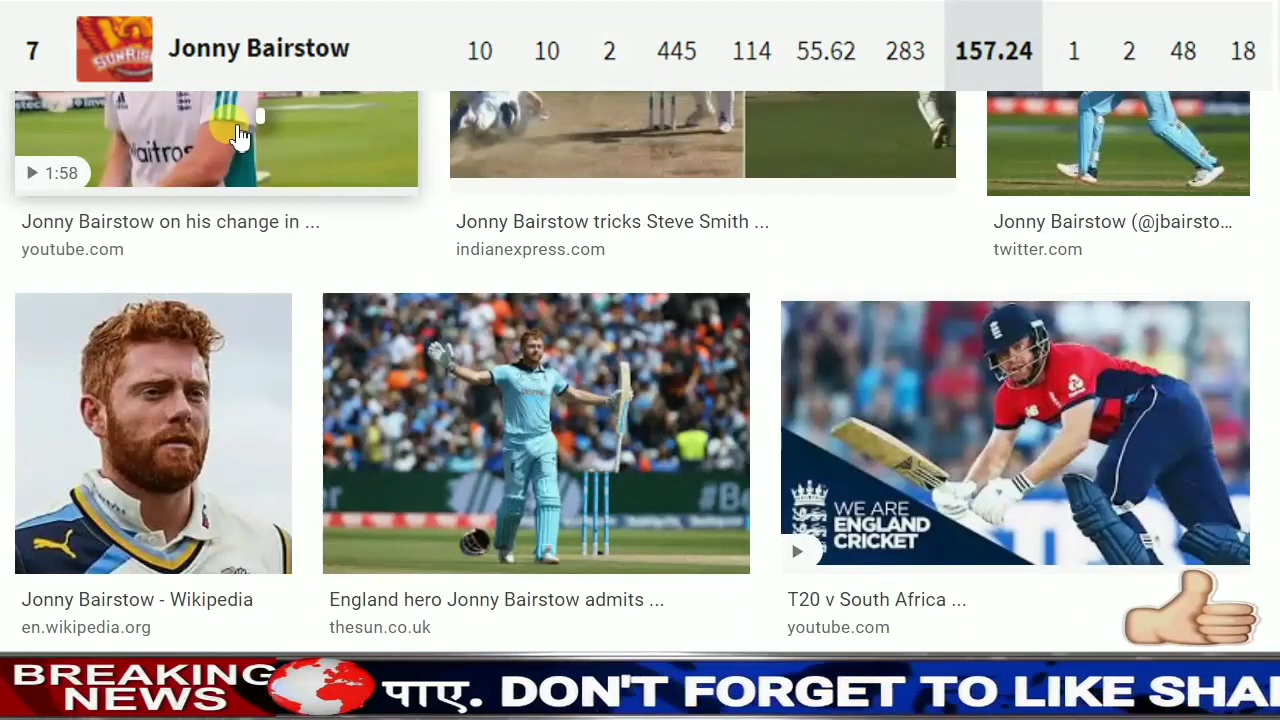 7 SUNRIS Jonny Bairstow 10 10 2 445 114 55.62 283 157.24 1 2 48 18
waitrose
1:58
Jonny Bairstow on his change in ...
youtube.com
Jonny Bairstow tricks Steve Smith ...
indianexpress.com
Jonny Bairstow (@jbairsto...
twitter.com
WE ARE
ENGLAND
CRICKET
Jonny Bairstow - Wikipedia
en.wikipedia.org
England hero Jonny Bairstow admits ...
thesun.co.uk
T20 v South Africa ...
youtube.com
BREAKING
NEWS
पाए. DON'T FORGET TO LIKE SHA